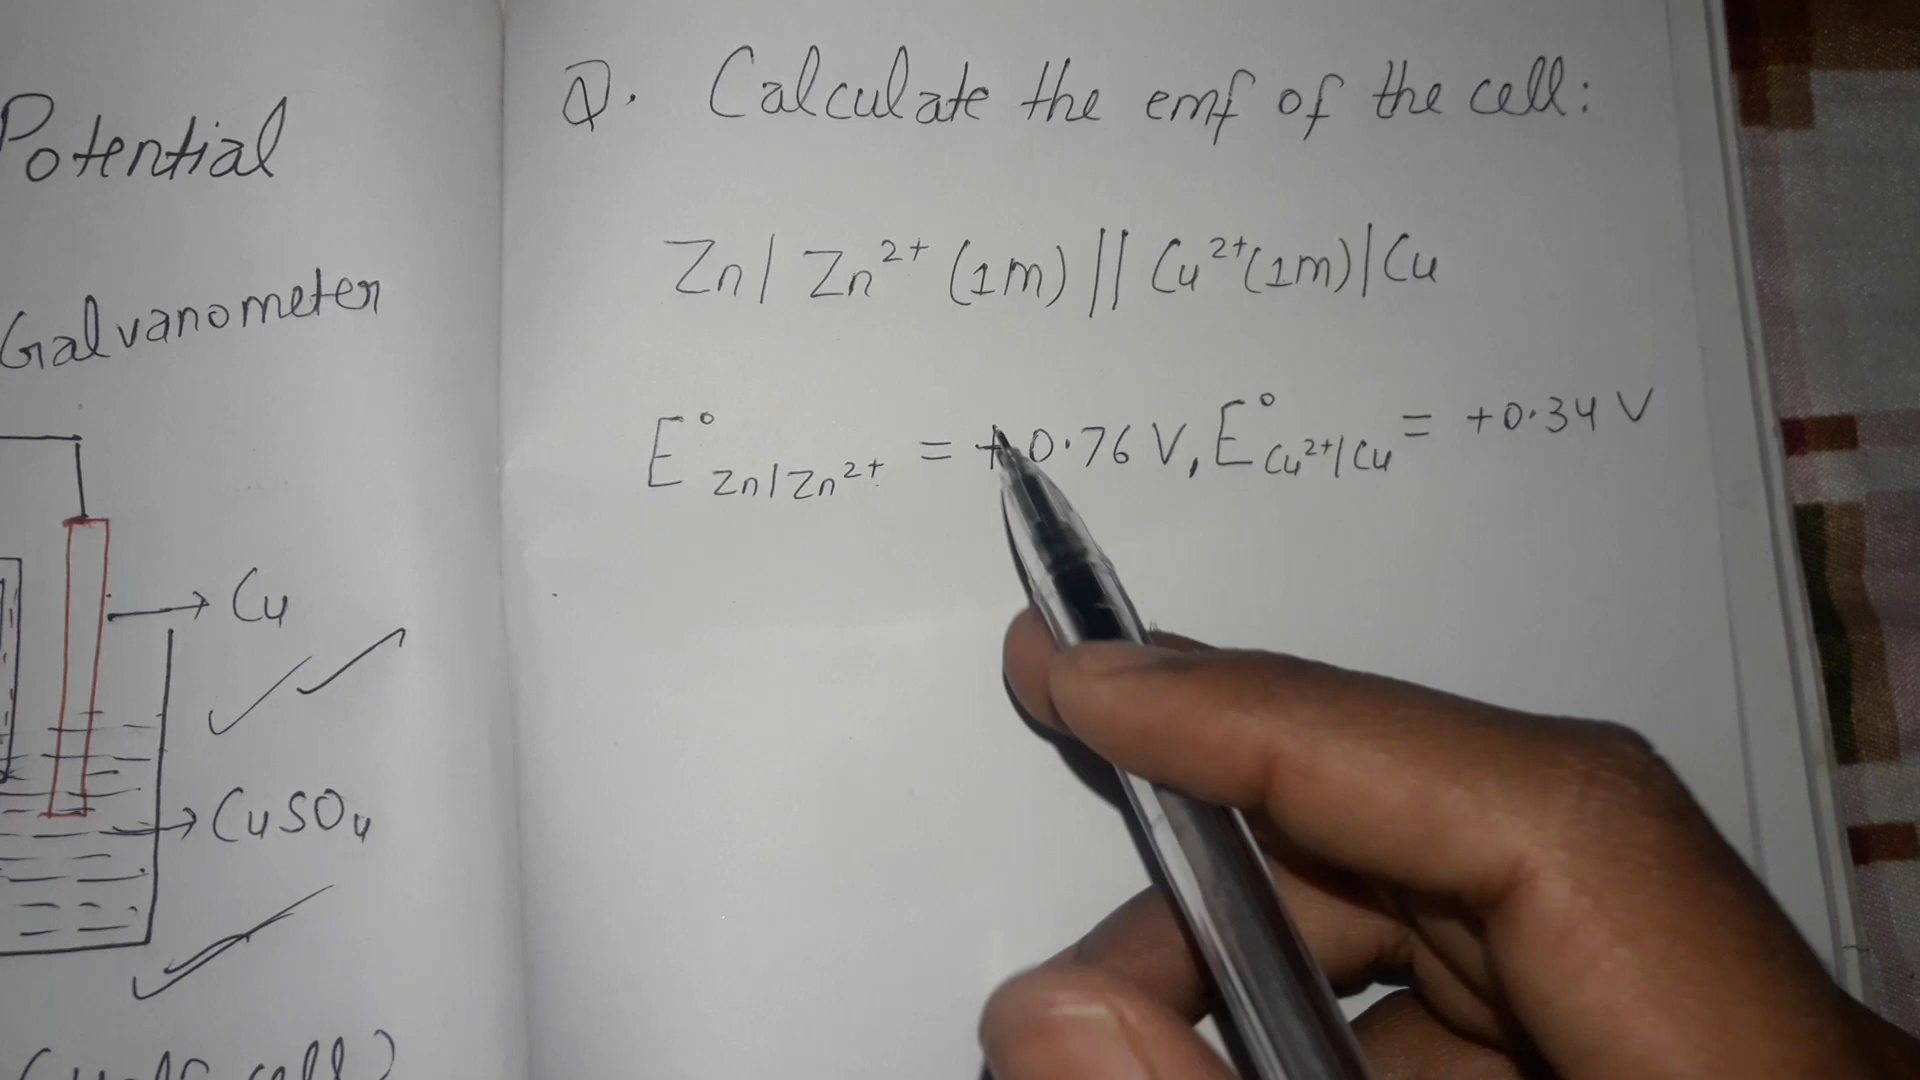 Potential
Galvanometer
Cu
CuSO₄
Q. Calculate the emf of the cell:
Zn / Zn²⁺ (1M) || Cu²⁺ (1M) | Cu
E° Zn/Zn²⁺ = +0.76 V, E° Cu²⁺/Cu = +0.34 V